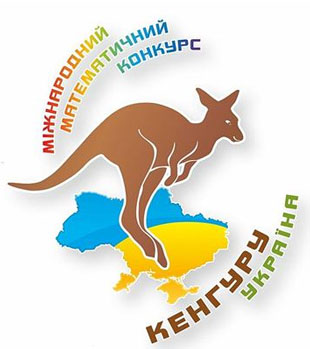 МІЖНАРОДНИЙ
МАТЕМАТИЧНИЙ
КОНКУРС
КЕНГУРУ
УКРАЇНА